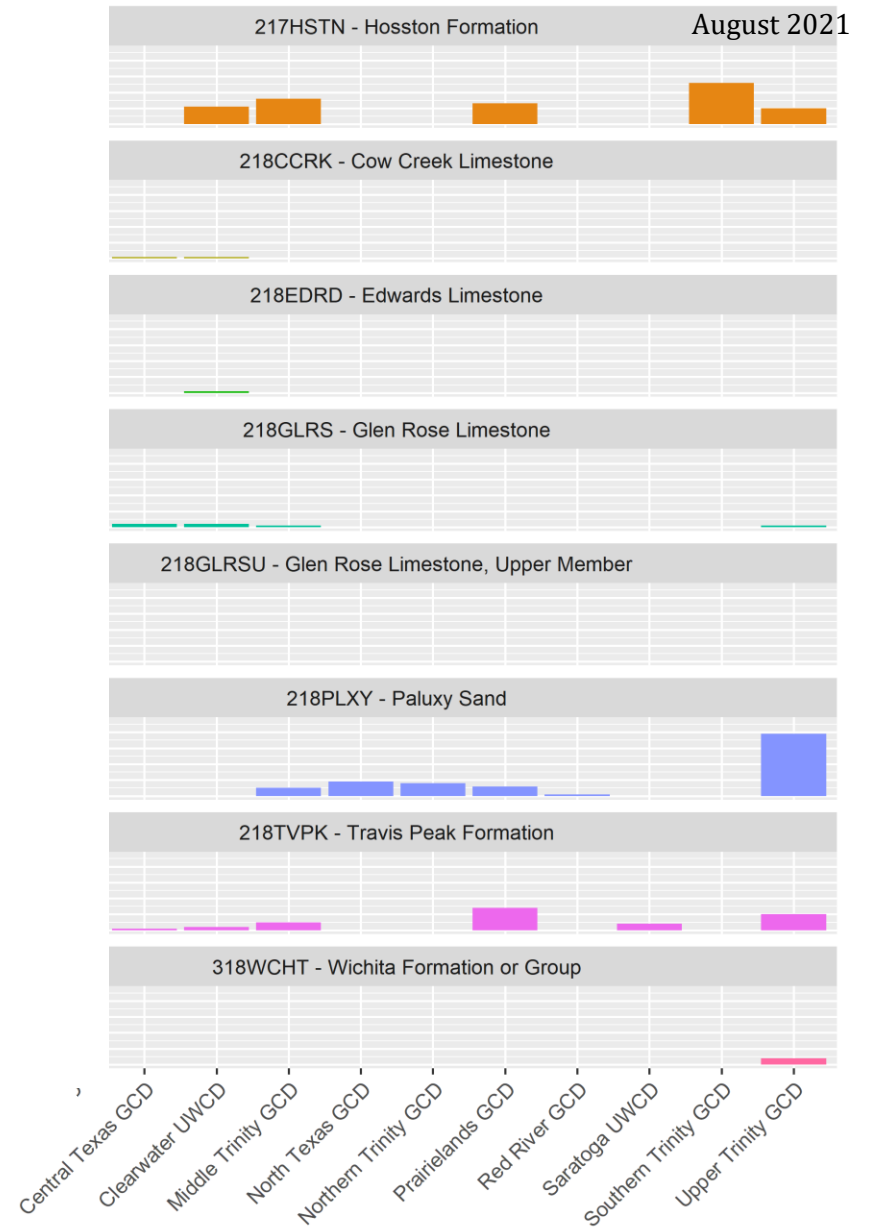 August 2021
217HSTN - Hosston Formation
218CCRK - Cow Creek Limestone
218EDRD - Edwards Limestone
218GLRS - Glen Rose Limestone
218GLRSU - Glen Rose Limestone, Upper Member
218PLXY - Paluxy Sand
218TVPK - Travis Peak Formation
318WCHT - Wichita Formation or Group
Central Texas GCD
Clearwater UWCD
Middle Trinity GCD
North Texas GCD
Northern Trinity GCD
Prairielands GCD
Red River GCD
Saratoga UWCD
Southern Trinity GCD
Upper Trinity GCD